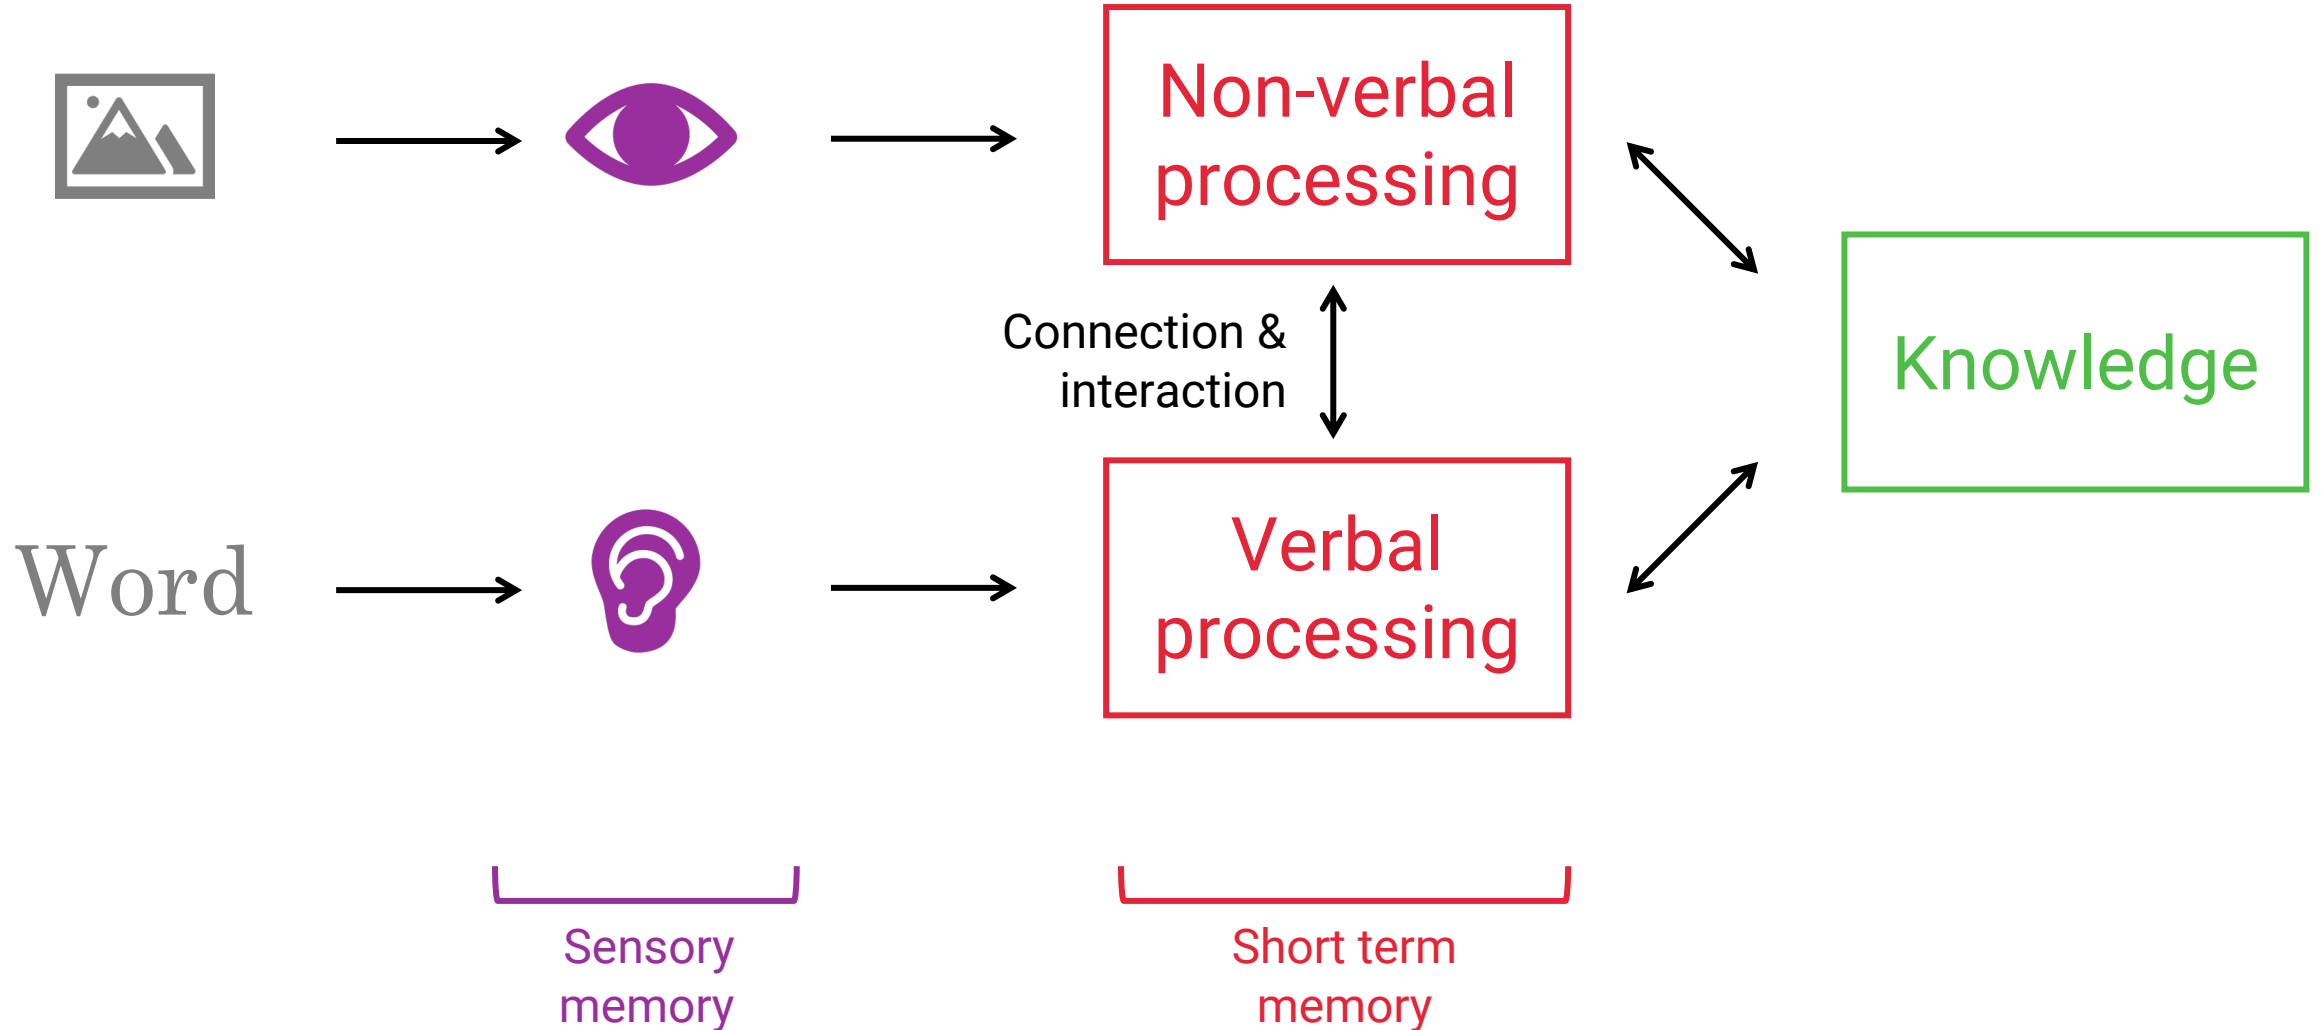 Non-verbal
processing
Connection &
interaction
Knowledge
Word
Verbal
processing
Sensory
memory
Short term
memory